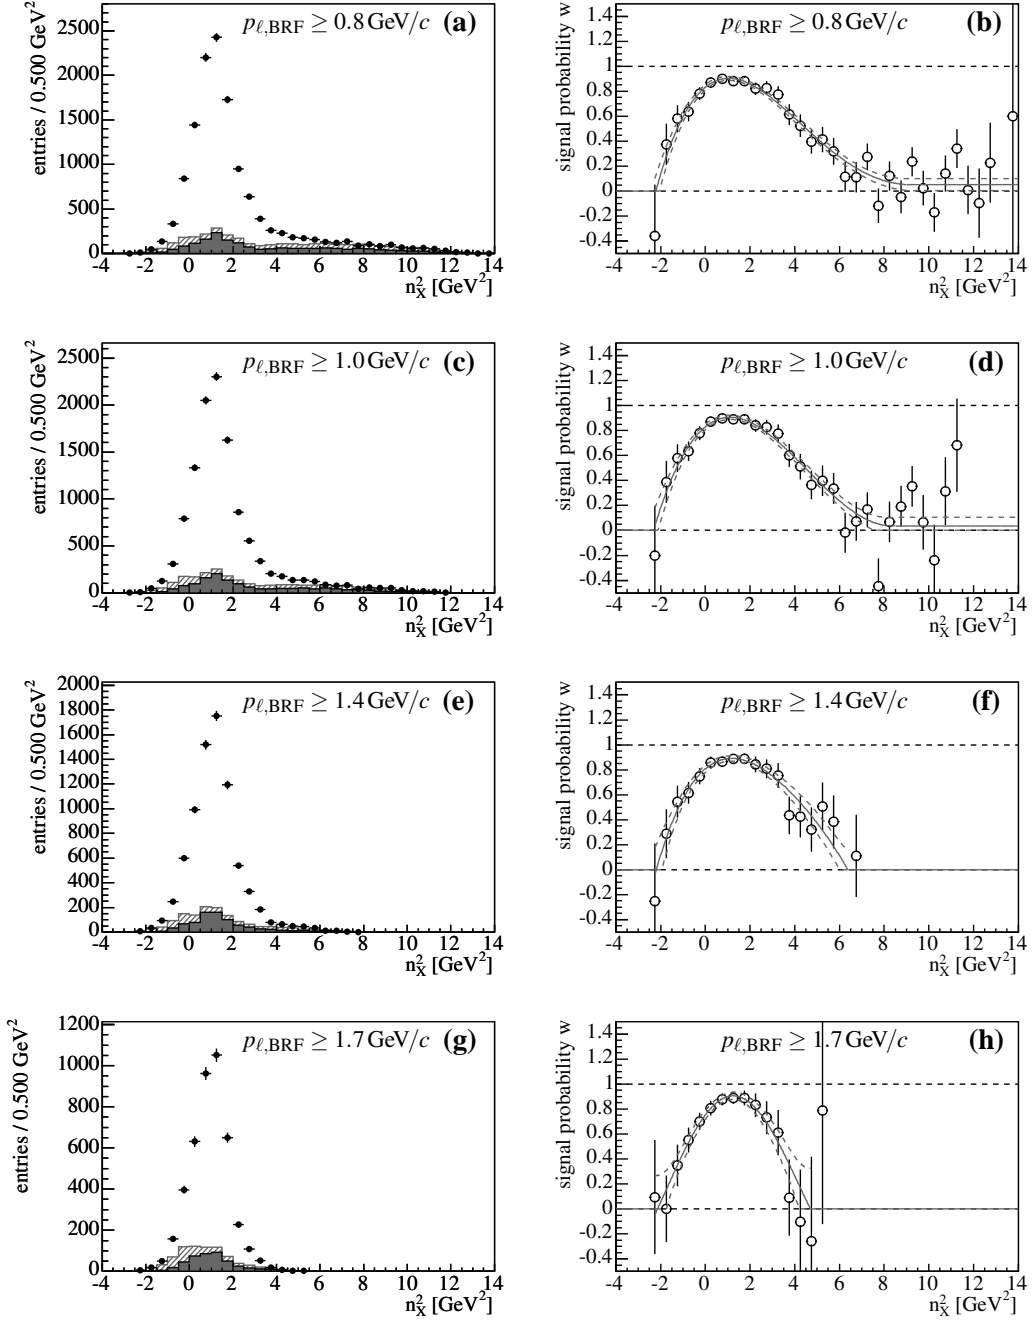 p_ℓ,BRF ≥ 0.8 GeV/c (a)
entries / 0.500 GeV²
2500
2000
1500
1000
500
0
-4 -2 0 2 4 6 8 10 12 14
n²_X [GeV²]
p_ℓ,BRF ≥ 0.8 GeV/c (b)
signal probability w
1.4
1.2
1
0.8
0.6
0.4
0.2
0
-0.2
-0.4
-4 -2 0 2 4 6 8 10 12 14
n²_X [GeV²]
p_ℓ,BRF ≥ 1.0 GeV/c (c)
entries / 0.500 GeV²
2500
2000
1500
1000
500
0
-4 -2 0 2 4 6 8 10 12 14
n²_X [GeV²]
p_ℓ,BRF ≥ 1.0 GeV/c (d)
signal probability w
1.4
1.2
1
0.8
0.6
0.4
0.2
0
-0.2
-0.4
-4 -2 0 2 4 6 8 10 12 14
n²_X [GeV²]
p_ℓ,BRF ≥ 1.4 GeV/c (e)
entries / 0.500 GeV²
2000
1800
1600
1400
1200
1000
800
600
400
200
0
-4 -2 0 2 4 6 8 10 12 14
n²_X [GeV²]
p_ℓ,BRF ≥ 1.4 GeV/c (f)
signal probability w
1.4
1.2
1
0.8
0.6
0.4
0.2
0
-0.2
-0.4
-4 -2 0 2 4 6 8 10 12 14
n²_X [GeV²]
p_ℓ,BRF ≥ 1.7 GeV/c (g)
entries / 0.500 GeV²
1200
1000
800
600
400
200
0
-4 -2 0 2 4 6 8 10 12 14
n²_X [GeV²]
p_ℓ,BRF ≥ 1.7 GeV/c (h)
signal probability w
1.4
1.2
1
0.8
0.6
0.4
0.2
0
-0.2
-0.4
-4 -2 0 2 4 6 8 10 12 14
n²_X [GeV²]